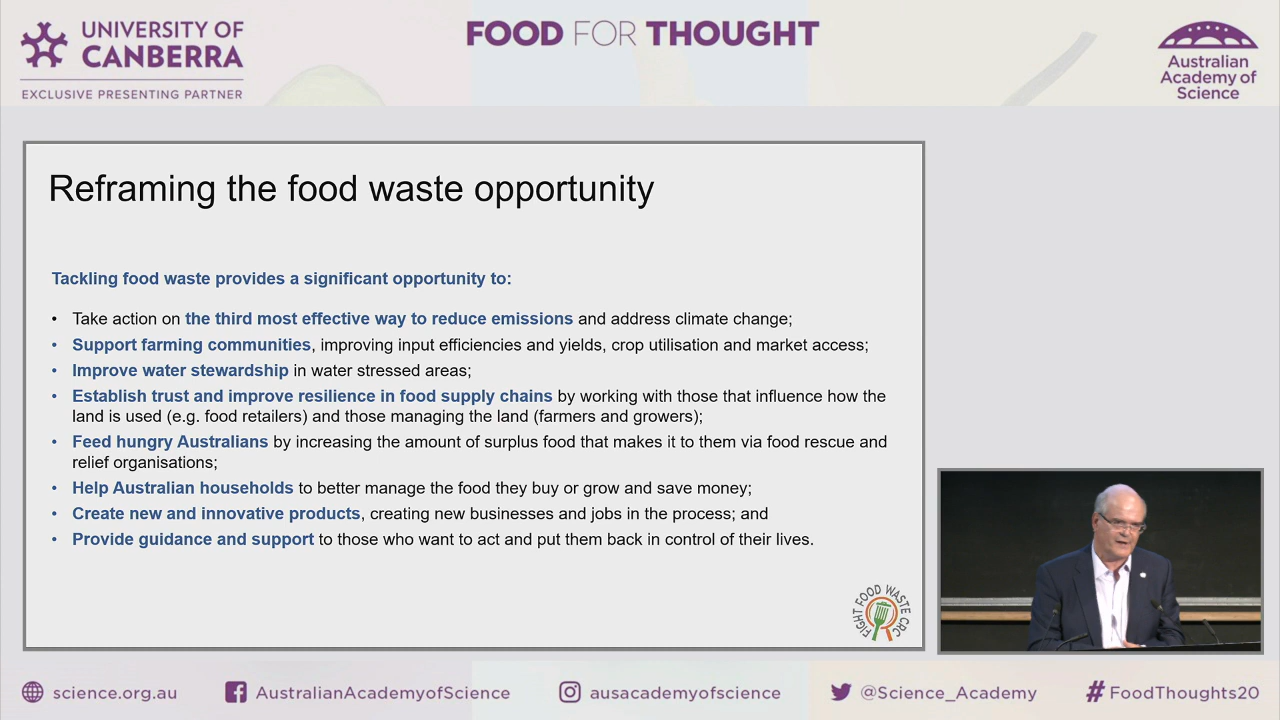 UNIVERSITY OF
CANBERRA
EXCLUSIVE PRESENTING PARTNER
FOOD FOR THOUGHT
Australian
Academy of
Science
Reframing the food waste opportunity
Tackling food waste provides a significant opportunity to:
• Take action on the third most effective way to reduce emissions and address climate change;
• Support farming communities, improving input efficiencies and yields, crop utilisation and market access;
• Improve water stewardship in water stressed areas;
• Establish trust and improve resilience in food supply chains by working with those that influence how the
land is used (e.g. food retailers) and those managing the land (farmers and growers);
• Feed hungry Australians by increasing the amount of surplus food that makes it to them via food rescue and
relief organisations;
• Help Australian households to better manage the food they buy or grow and save money;
• Create new and innovative products, creating new businesses and jobs in the process; and
• Provide guidance and support to those who want to act and put them back in control of their lives.
FIGHT FOOD WASTE CRC
science.org.au
AustralianAcademyofScience
ausacademyofscience
@Science_Academy
#FoodThoughts20